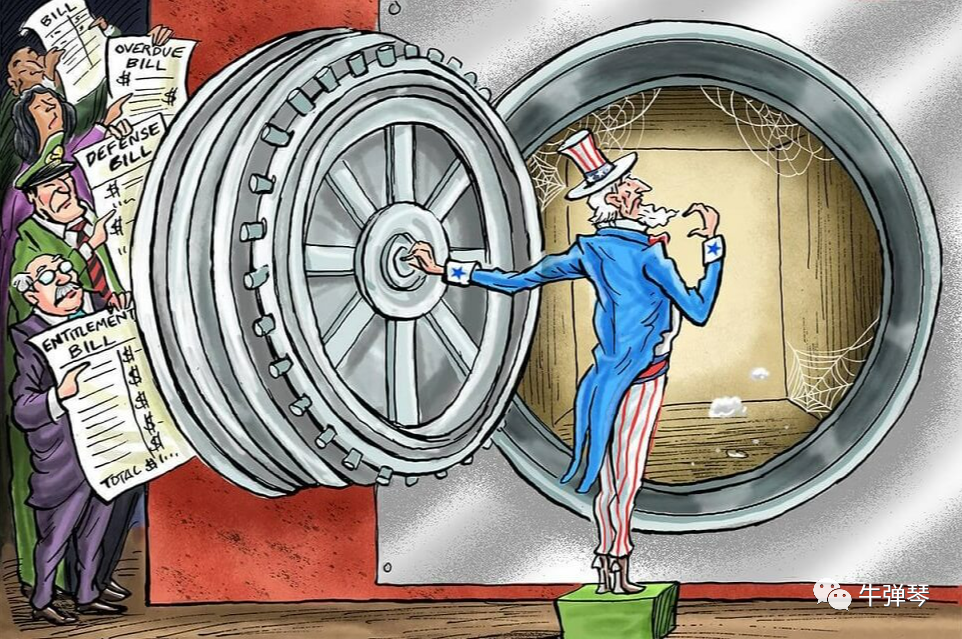 BILL
OVERDUE
BILL
$
$
DEFENSE
BILL
$
$
ENTITLEMENT
BILL
$
$
$
$
$
TOTAL $
牛弹琴